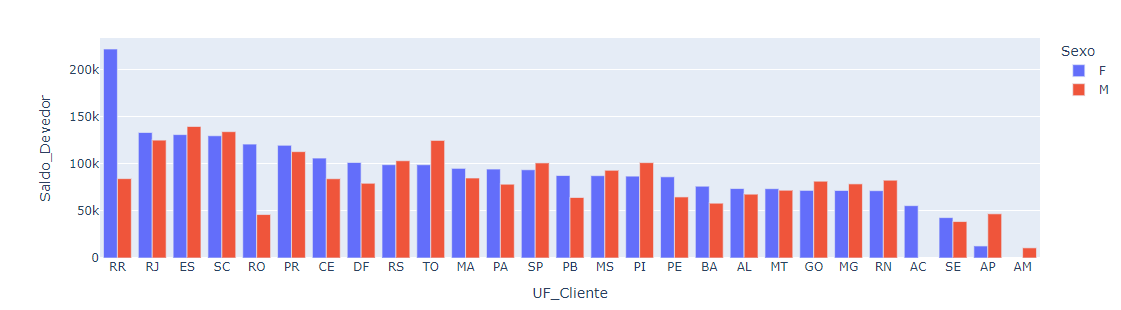 Sexo
F
M
Saldo_Devedor
200k
150k
100k
50k
0
RR RJ ES SC RO PR CE DF RS TO MA PA SP PB MS PI PE BA AL MT GO MG RN AC SE AP AM
UF_Cliente